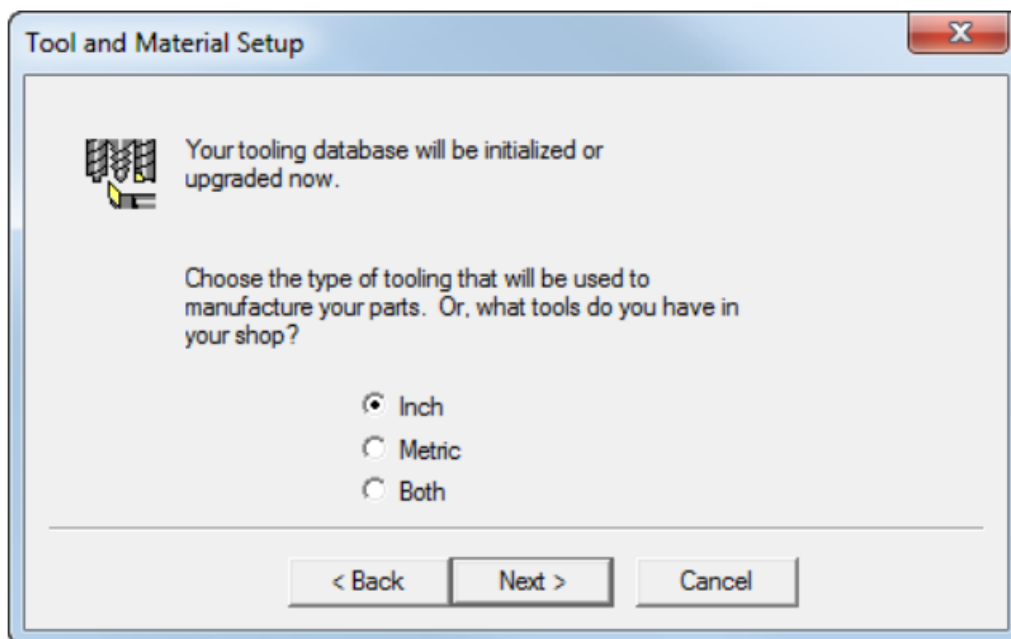 Tool and Material Setup
Your tooling database will be initialized or
upgraded now.
Choose the type of tooling that will be used to
manufacture your parts.  Or, what tools do you have in
your shop?
Inch
Metric
Both
< Back
Next >
Cancel